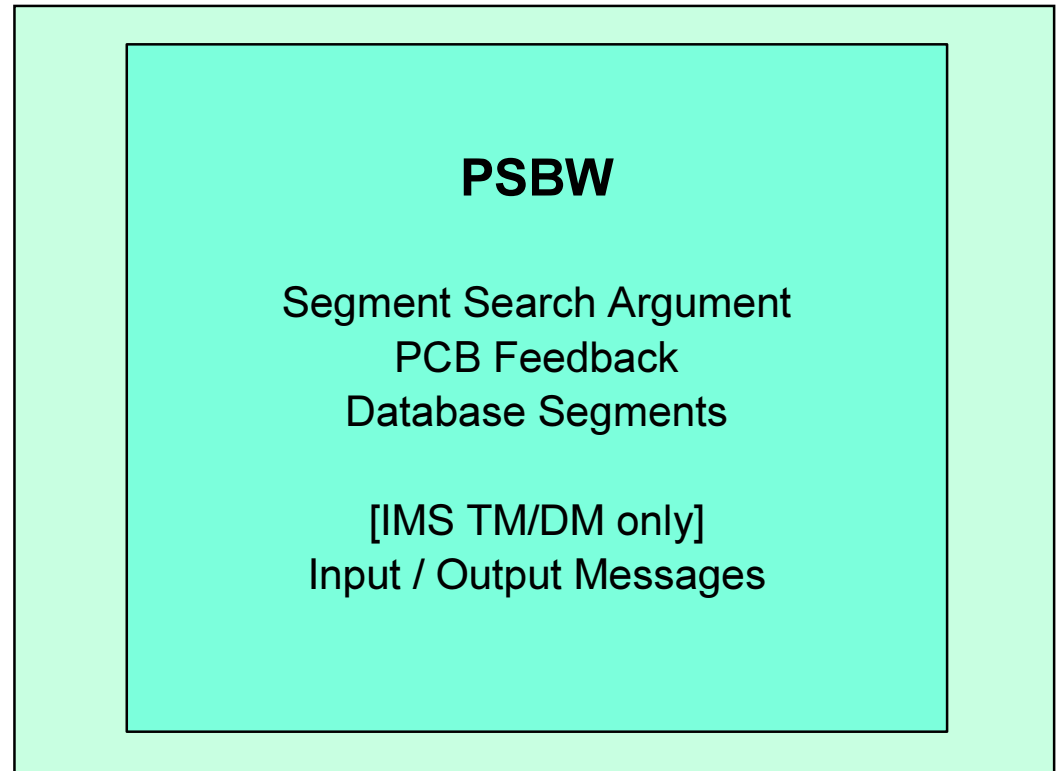 PSBW
Segment Search Argument
PCB Feedback
Database Segments
[IMS TM/DM only]
Input / Output Messages